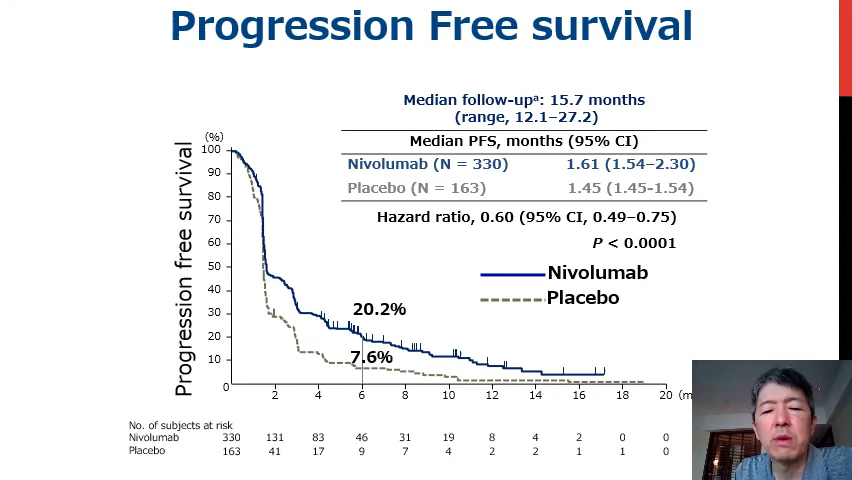 Progression Free survival
Median follow-upᵃ: 15.7 months
(range, 12.1–27.2)
Median PFS, months (95% CI)
Nivolumab (N = 330) 1.61 (1.54–2.30)
Placebo (N = 163) 1.45 (1.45-1.54)
Hazard ratio, 0.60 (95% CI, 0.49–0.75)
P < 0.0001
Nivolumab
Placebo
Progression free survival
(%)
100
90
80
70
60
50
40
30
20
10
0
20.2%
7.6%
2 4 6 8 10 12 14 16 18 20 (m
No. of subjects at risk
Nivolumab 330 131 83 46 31 19 8 4 2 0 0
Placebo 163 41 17 9 7 4 2 2 1 1 0